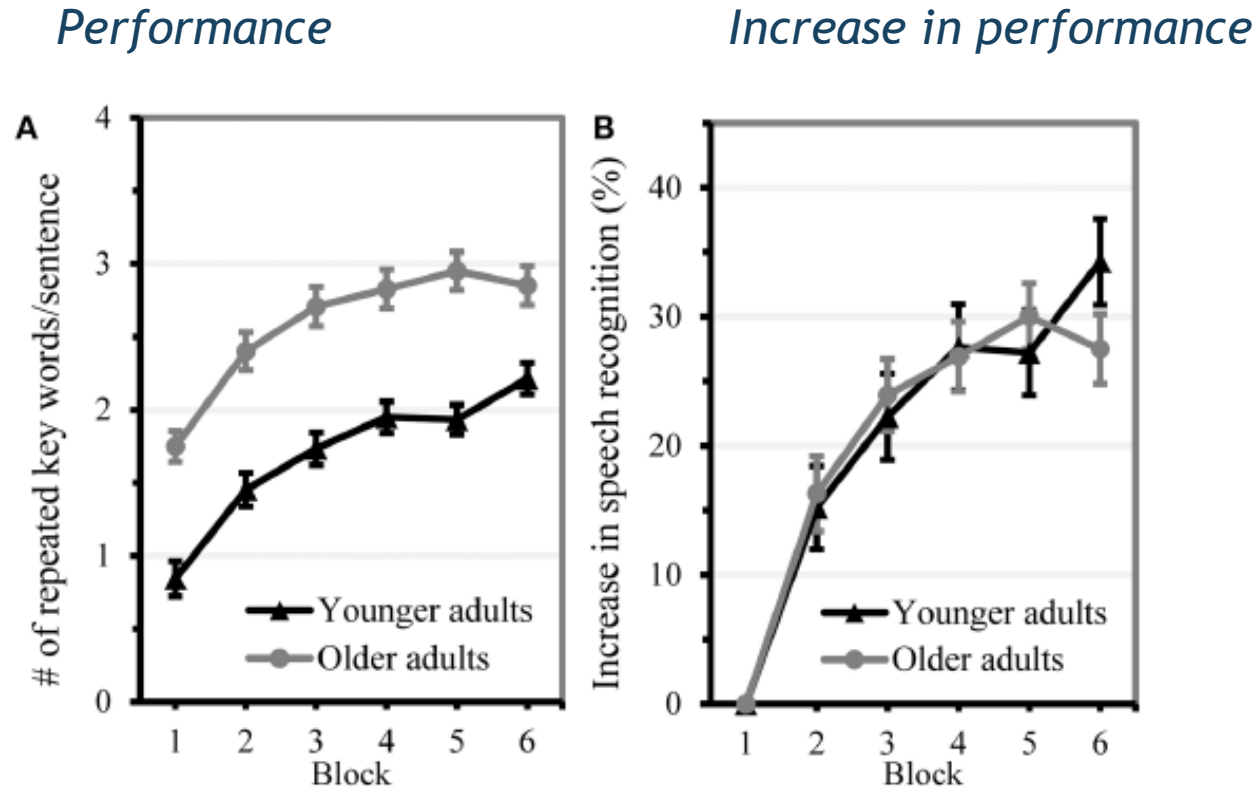 Performance
Increase in performance
A
# of repeated key words/sentence
4
3
2
1
0
Younger adults
Older adults
1 2 3 4 5 6
Block
B
Increase in speech recognition (%)
40
30
20
10
0
Younger adults
Older adults
1 2 3 4 5 6
Block